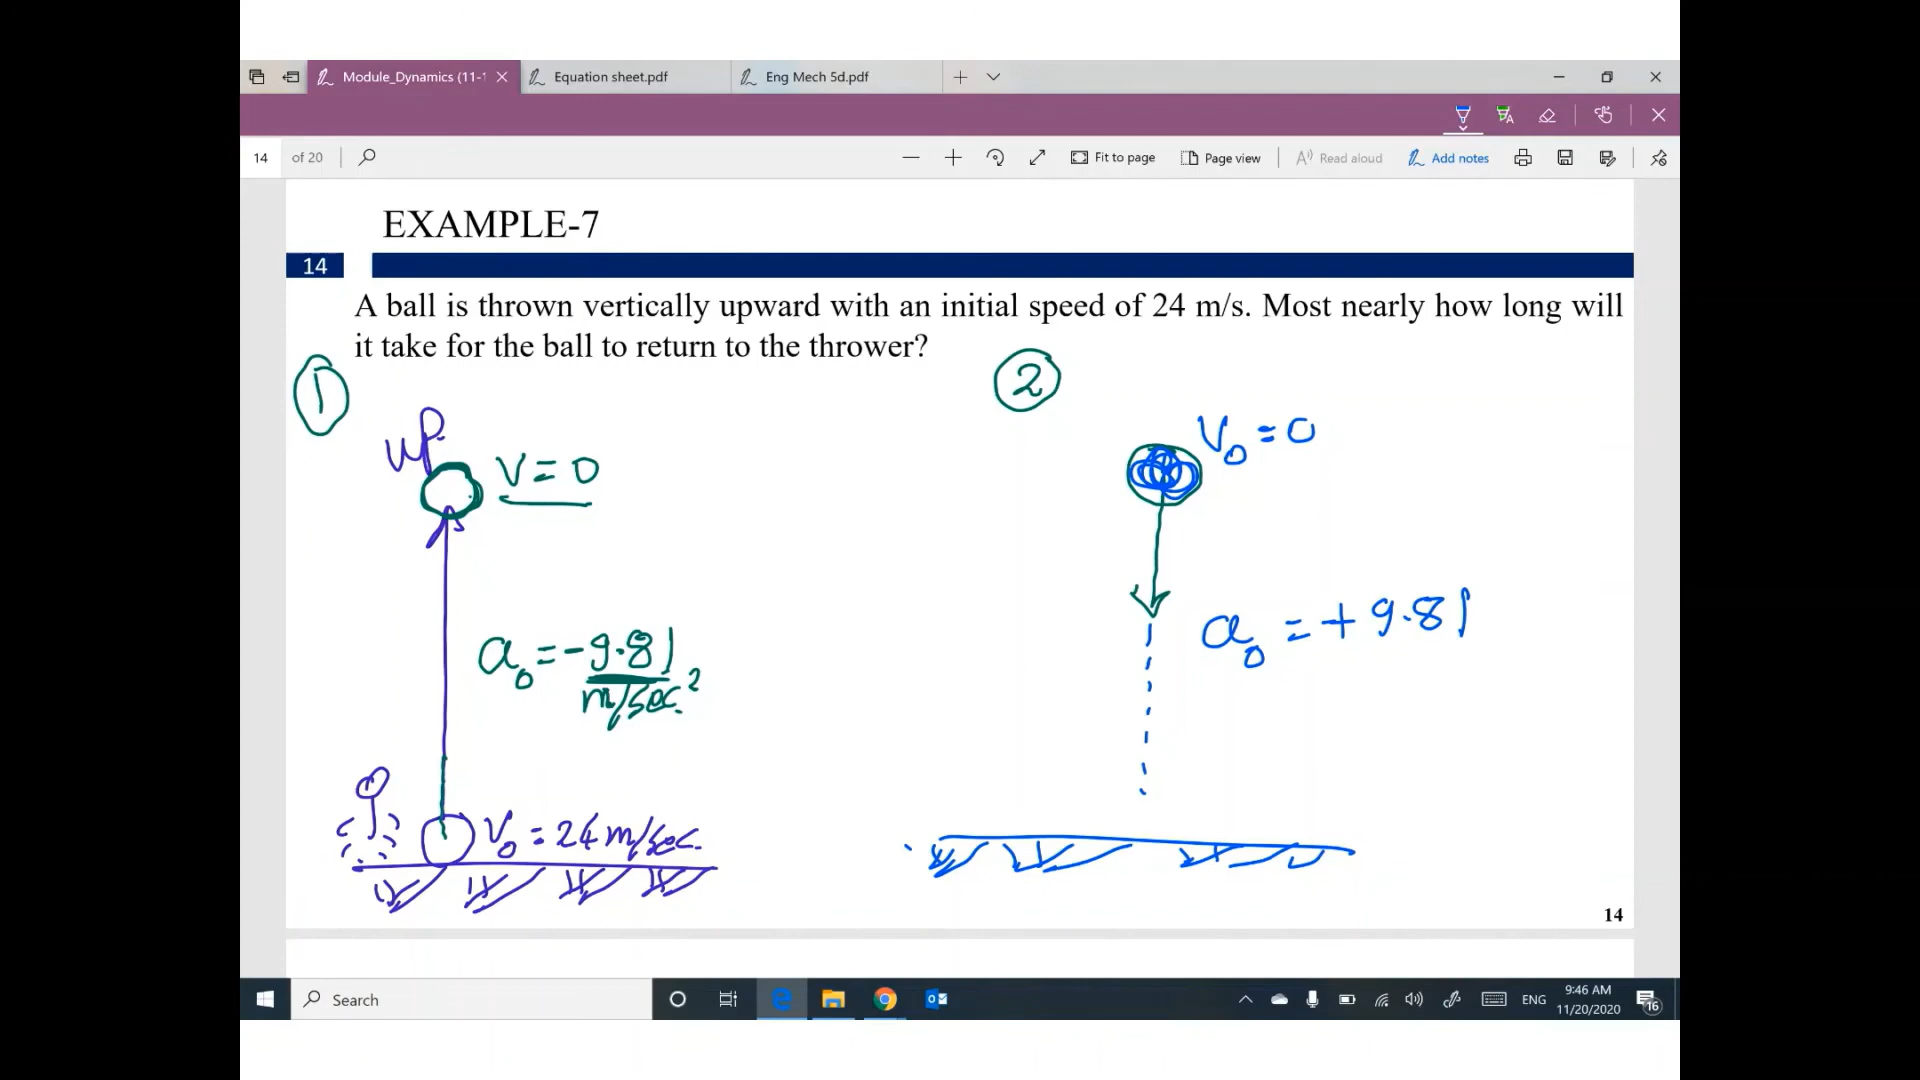 Module_Dynamics (11-1
Equation sheet.pdf
Eng Mech 5d.pdf
14 of 20
Fit to page
Page view
Read aloud
Add notes
EXAMPLE-7
14
A ball is thrown vertically upward with an initial speed of 24 m/s. Most nearly how long will
it take for the ball to return to the thrower?
1
up
V = 0
a₀ = -9.81
m/sec.²
V₀ = 24 m/sec.
2
V₀ = 0
a₀ = + 9.81
14
Search
ENG
9:46 AM
11/20/2020
16